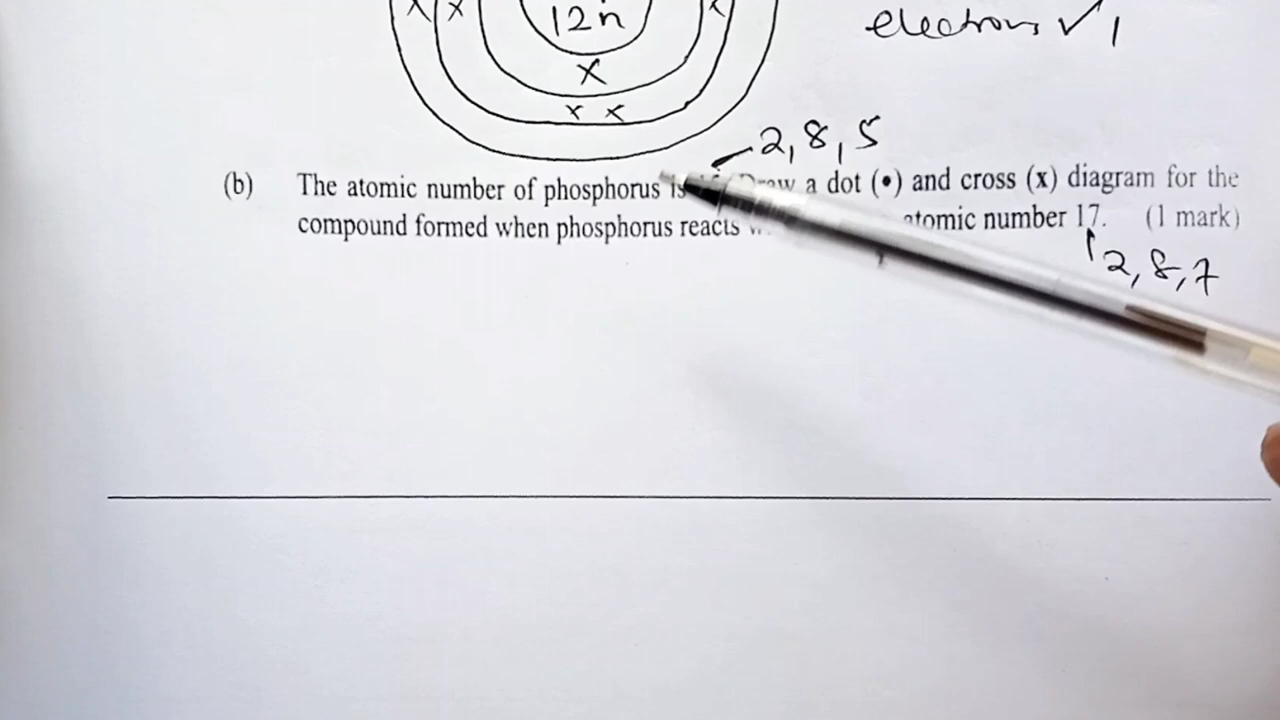 x x 12n x
electrons ✓ 1
x
x x
2,8,5
(b) The atomic number of phosphorus is Draw a dot (•) and cross (x) diagram for the
compound formed when phosphorus reacts atomic number 17. (1 mark)
2,8,7